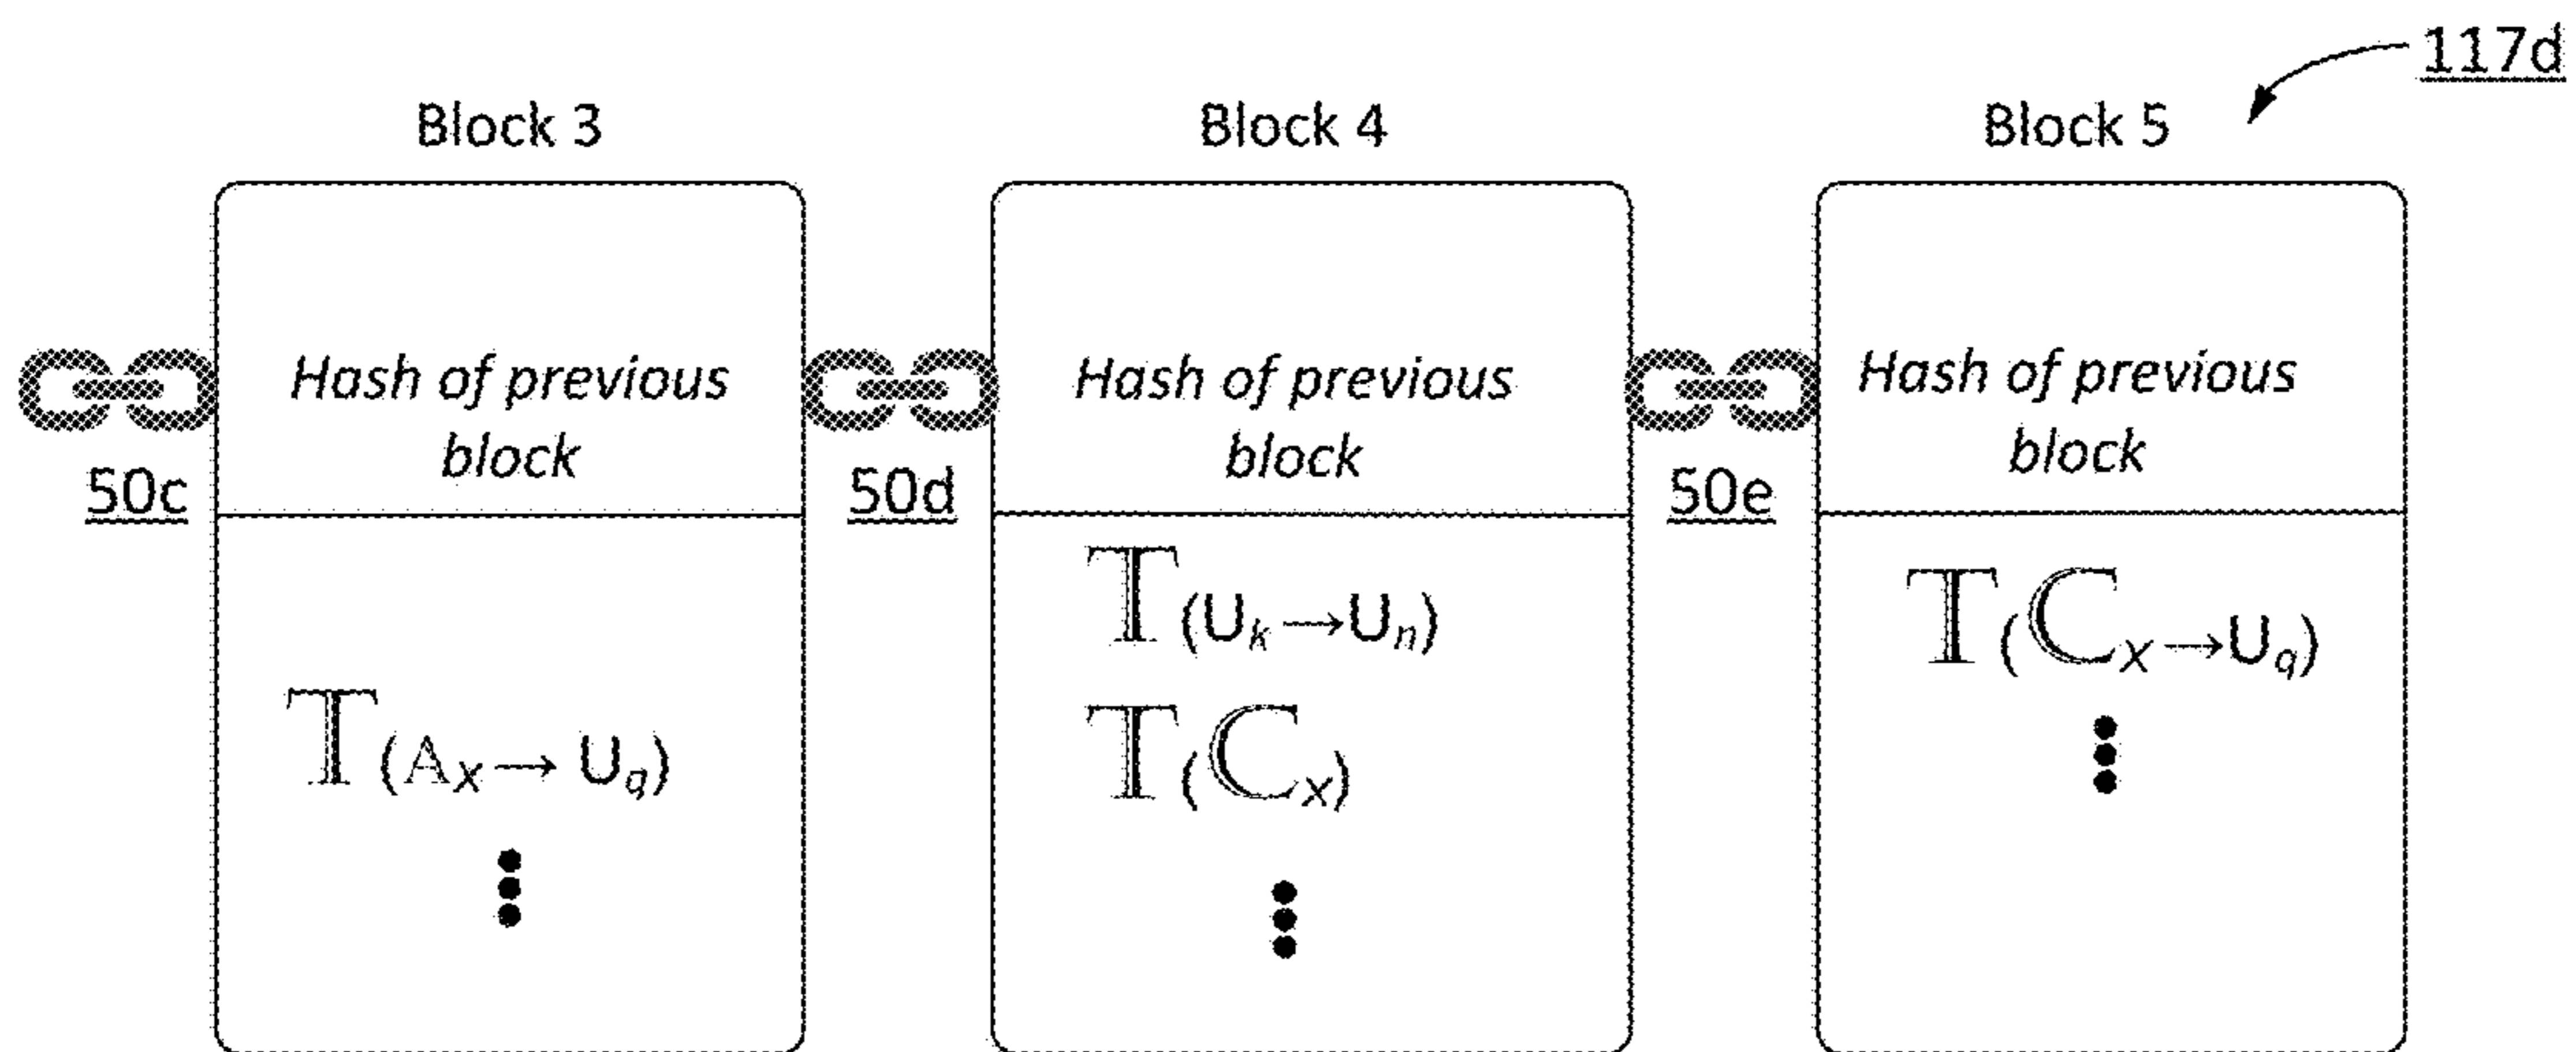 117d
Block 3
Block 4
Block 5
Hash of previous
block
Hash of previous
block
Hash of previous
block
50c
50d
50e
𝕋(𝔸x→ Uq)
𝕋(Uk→Un)
𝕋(ℂx)
𝕋(ℂx→Uq)